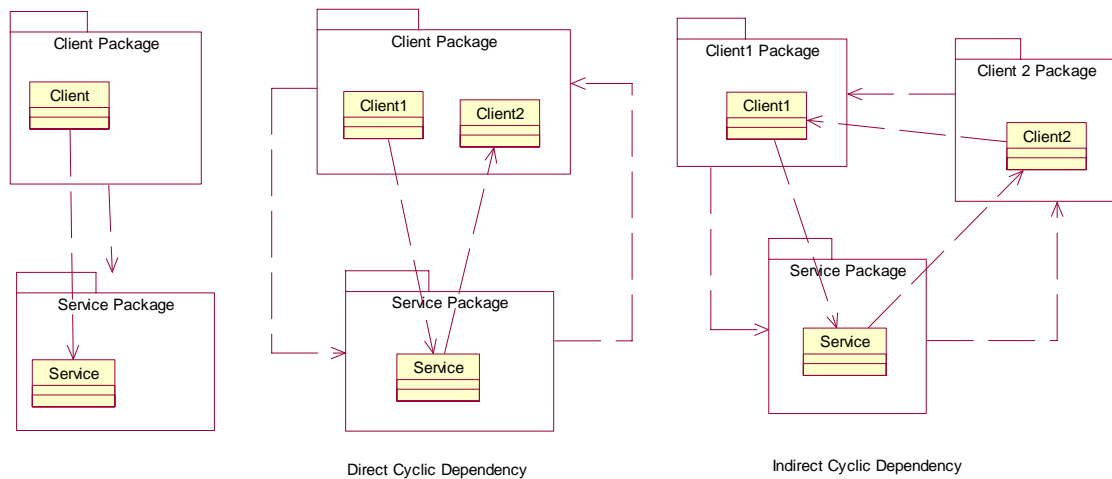 Client Package
Client
Service Package
Service
Client Package
Client1
Client2
Service Package
Service
Direct Cyclic Dependency
Client1 Package
Client1
Client 2 Package
Client2
Service Package
Service
Indirect Cyclic Dependency